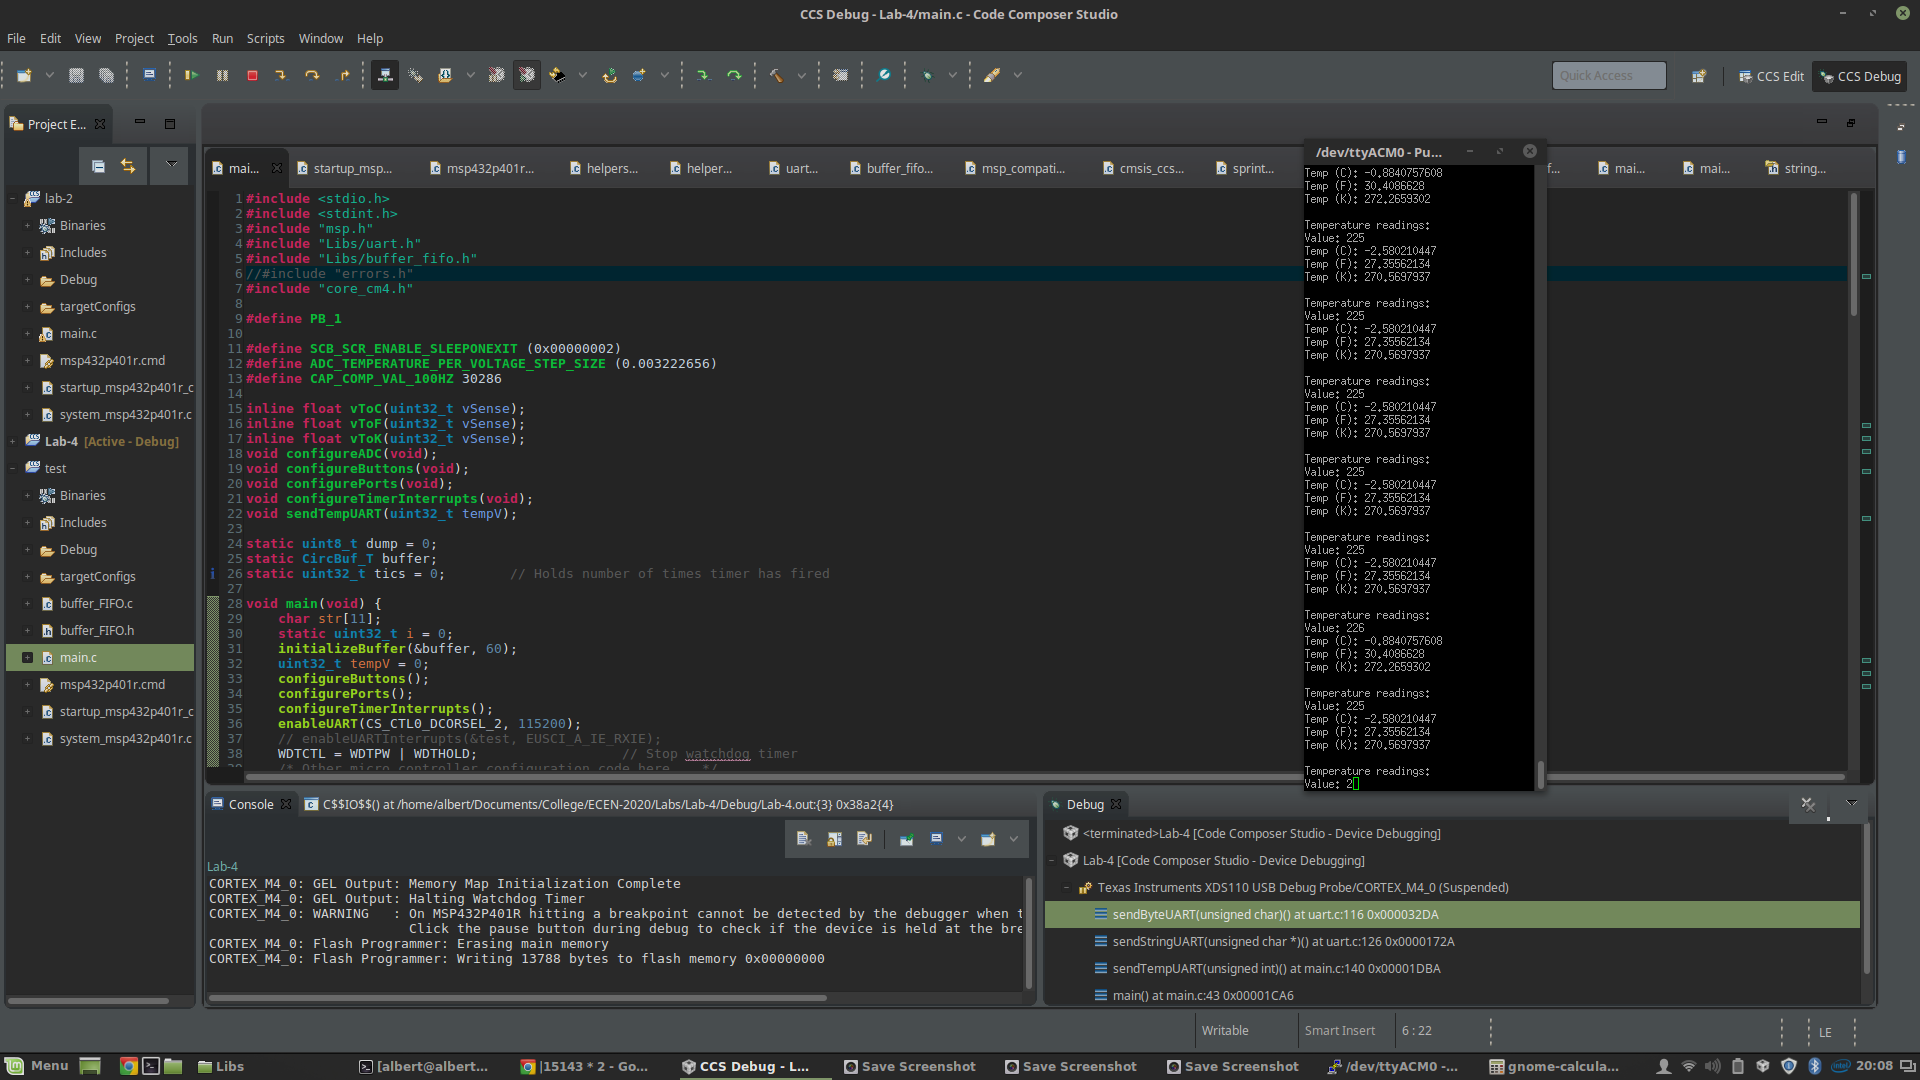 CCS Debug - Lab-4/main.c - Code Composer Studio
File Edit View Project Tools Run Scripts Window Help
Quick Access
CCS Edit
CCS Debug
Project E...
lab-2
Binaries
Includes
Debug
targetConfigs
main.c
msp432p401r.cmd
startup_msp432p401r_c
system_msp432p401r.c
Lab-4 [Active - Debug]
test
Binaries
Includes
Debug
targetConfigs
buffer_FIFO.c
buffer_FIFO.h
main.c
msp432p401r.cmd
startup_msp432p401r_c
system_msp432p401r.c
mai... startup_msp... msp432p401r... helpers... helper... uart... buffer_fifo... msp_compati... cmsis_ccs... sprint... f... mai... mai... string...
1 #include <stdio.h>
2 #include <stdint.h>
3 #include "msp.h"
4 #include "Libs/uart.h"
5 #include "Libs/buffer_fifo.h"
6 //#include "errors.h"
7 #include "core_cm4.h"
8
9 #define PB_1
10
11 #define SCB_SCR_ENABLE_SLEEPONEXIT (0x00000002)
12 #define ADC_TEMPERATURE_PER_VOLTAGE_STEP_SIZE (0.003222656)
13 #define CAP_COMP_VAL_100HZ 30286
14
15 inline float vToC(uint32_t vSense);
16 inline float vToF(uint32_t vSense);
17 inline float vToK(uint32_t vSense);
18 void configureADC(void);
19 void configureButtons(void);
20 void configurePorts(void);
21 void configureTimerInterrupts(void);
22 void sendTempUART(uint32_t tempV);
23
24 static uint8_t dump = 0;
25 static CircBuf_T buffer;
26 static uint32_t tics = 0; // Holds number of times timer has fired
27
28 void main(void) {
29 char str[11];
30 static uint32_t i = 0;
31 initializeBuffer(&buffer, 60);
32 uint32_t tempV = 0;
33 configureButtons();
34 configurePorts();
35 configureTimerInterrupts();
36 enableUART(CS_CTL0_DCORSEL_2, 115200);
37 // enableUARTInterrupts(&test, EUSCI_A_IE_RXIE);
38 WDTCTL = WDTPW | WDTHOLD; // Stop watchdog timer
39 /* Other micro controller configuration code here... */
/dev/ttyACM0 - Pu...
Temp (C): -0.8840757608
Temp (F): 30.4086628
Temp (K): 272.2659302
Temperature readings:
Value: 225
Temp (C): -2.580210447
Temp (F): 27.35562134
Temp (K): 270.5697937
Temperature readings:
Value: 225
Temp (C): -2.580210447
Temp (F): 27.35562134
Temp (K): 270.5697937
Temperature readings:
Value: 225
Temp (C): -2.580210447
Temp (F): 27.35562134
Temp (K): 270.5697937
Temperature readings:
Value: 225
Temp (C): -2.580210447
Temp (F): 27.35562134
Temp (K): 270.5697937
Temperature readings:
Value: 225
Temp (C): -2.580210447
Temp (F): 27.35562134
Temp (K): 270.5697937
Temperature readings:
Value: 226
Temp (C): -0.8840757608
Temp (F): 30.4086628
Temp (K): 272.2659302
Temperature readings:
Value: 225
Temp (C): -2.580210447
Temp (F): 27.35562134
Temp (K): 270.5697937
Temperature readings:
Value: 2
Console
C$$IO$$() at /home/albert/Documents/College/ECEN-2020/Labs/Lab-4/Debug/Lab-4.out:{3} 0x38a2{4}
Lab-4
CORTEX_M4_0: GEL Output: Memory Map Initialization Complete
CORTEX_M4_0: GEL Output: Halting Watchdog Timer
CORTEX_M4_0: WARNING : On MSP432P401R hitting a breakpoint cannot be detected by the debugger when t
Click the pause button during debug to check if the device is held at the bre
CORTEX_M4_0: Flash Programmer: Erasing main memory
CORTEX_M4_0: Flash Programmer: Writing 13788 bytes to flash memory 0x00000000
Debug
<terminated>Lab-4 [Code Composer Studio - Device Debugging]
Lab-4 [Code Composer Studio - Device Debugging]
Texas Instruments XDS110 USB Debug Probe/CORTEX_M4_0 (Suspended)
sendByteUART(unsigned char)() at uart.c:116 0x000032DA
sendStringUART(unsigned char *)() at uart.c:126 0x0000172A
sendTempUART(unsigned int)() at main.c:140 0x00001DBA
main() at main.c:43 0x00001CA6
Writable
Smart Insert
6 : 22
LE
Menu
Libs
[albert@albert...
|15143 * 2 - Go...
CCS Debug - L...
Save Screenshot
Save Screenshot
Save Screenshot
/dev/ttyACM0 -...
gnome-calcula...
20:08